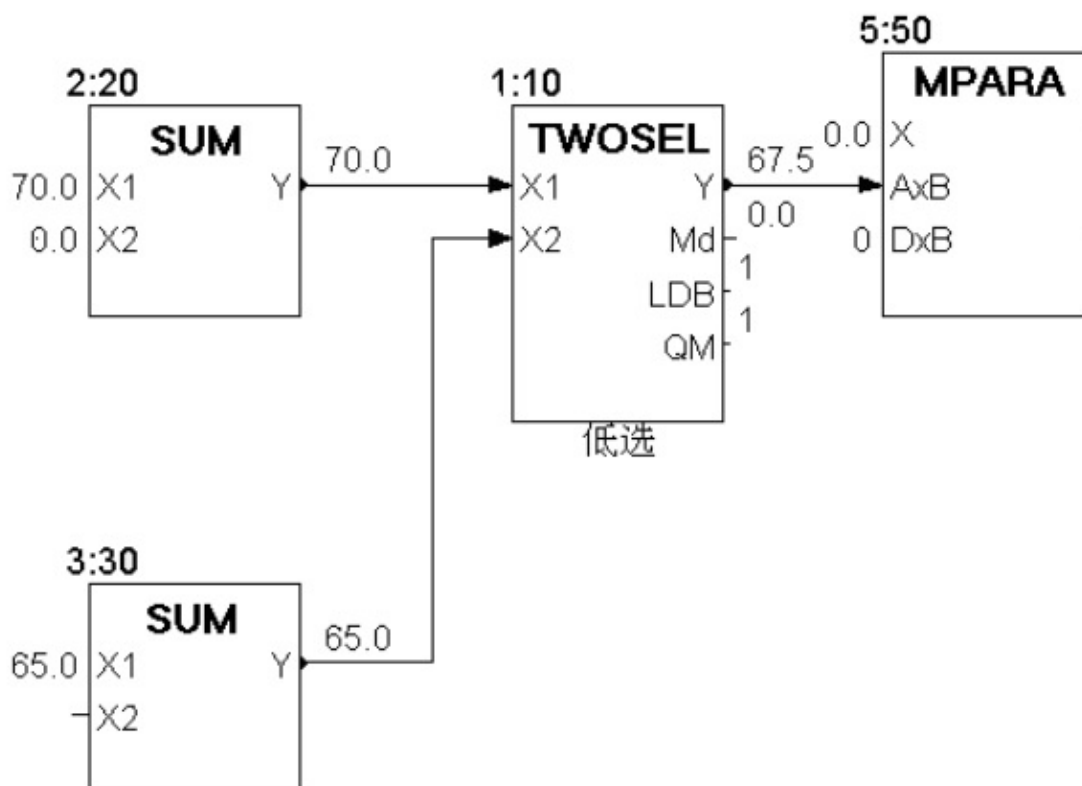 5:50
MPARA
0.0 X
AxB
0 DxB
2:20
SUM
70.0 X1 Y 70.0
0.0 X2
1:10
TWOSEL
X1 Y 67.5
X2 Md 0.0
LDB 1
QM 1
低选
3:30
SUM
65.0 X1 Y 65.0
X2